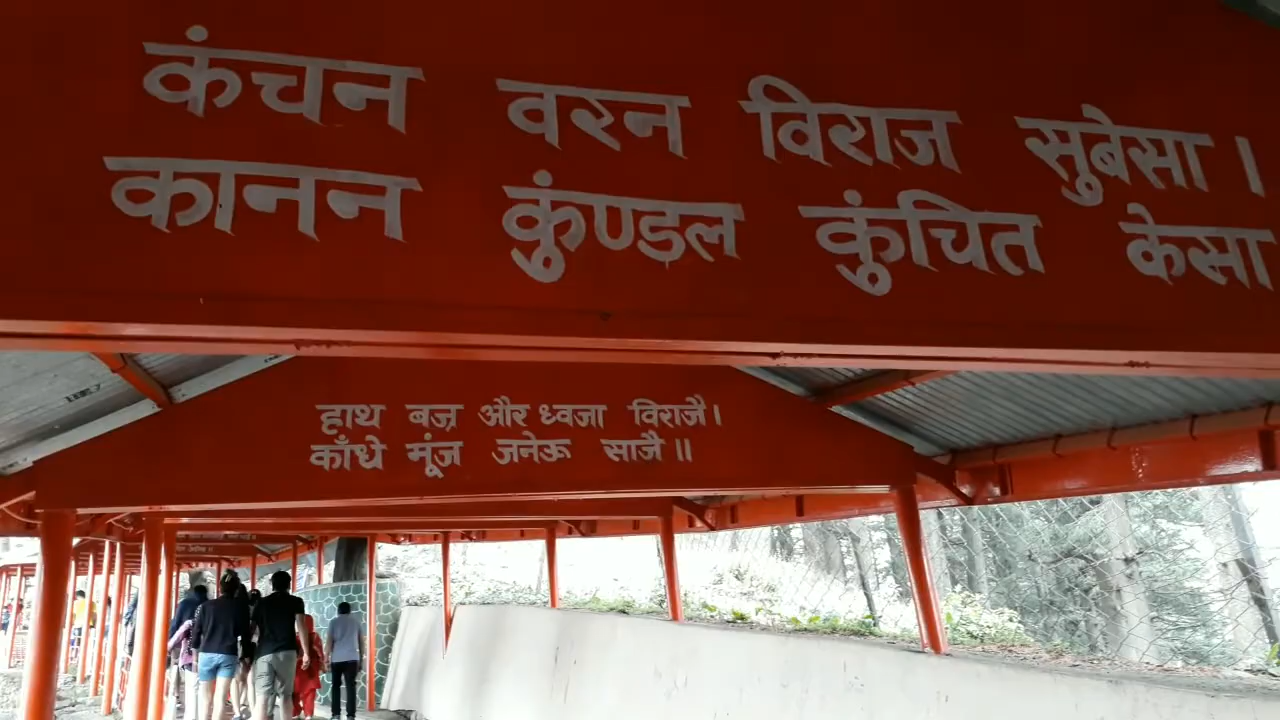 कंचन वरन विराज सुबेसा ।
कानन कुंण्डल कुंचित केसा
हाथ बज्र और ध्वजा विराजै।
काँधे मूंज जनेऊ साजै ॥